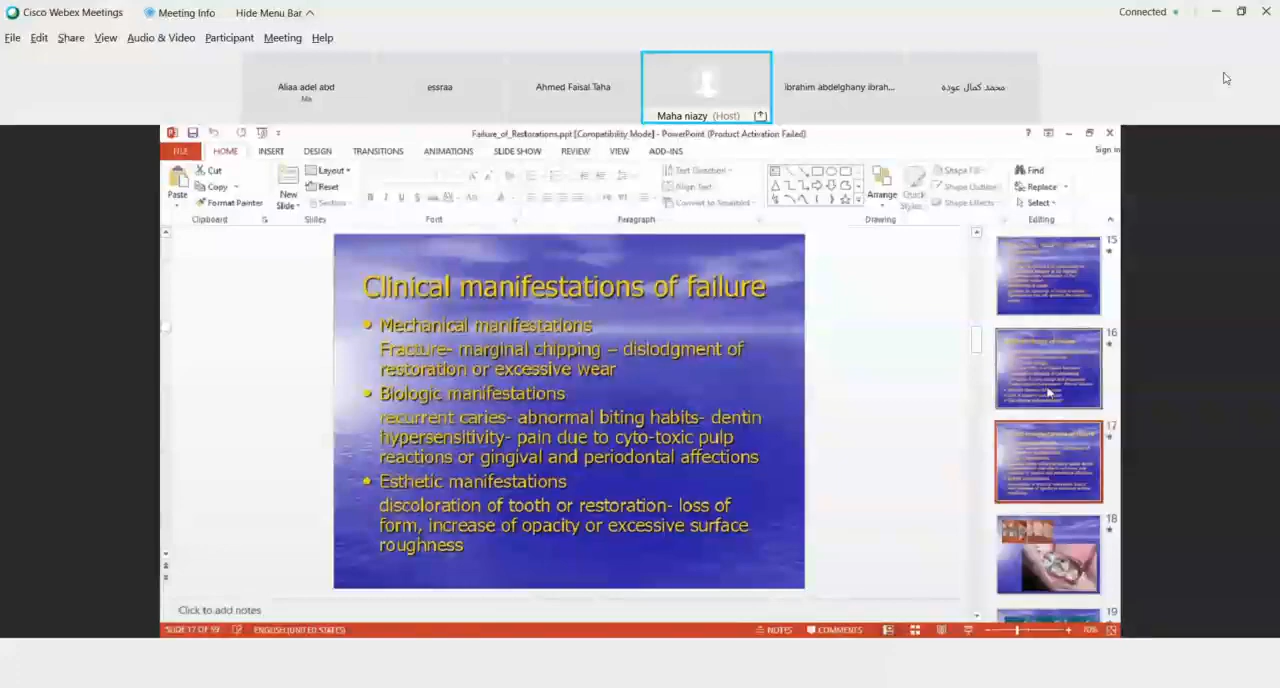 Cisco Webex Meetings Meeting Info Hide Menu Bar Connected
File Edit Share View Audio & Video Participant Meeting Help
Aliaa adel abd
Ma
essraa
Ahmed Faisal Taha
Maha niazy (Host)
ibrahim abdelghany ibrah...
محمد كمال عوده
Failure_of_Restorations.ppt [Compatibility Mode] - PowerPoint (Product Activation Failed)
FILE HOME INSERT DESIGN TRANSITIONS ANIMATIONS SLIDE SHOW REVIEW VIEW ADD-INS Sign in
Paste
Cut
Copy
Format Painter
Clipboard
New
Slide
Layout
Reset
Section
Slides
Font
Text Direction
Align Text
Convert to SmartArt
Paragraph
Arrange
Quick
Styles
Shape Fill
Shape Outline
Shape Effects
Drawing
Find
Replace
Select
Editing
Clinical manifestations of failure
• Mechanical manifestations
Fracture- marginal chipping – dislodgment of
restoration or excessive wear
• Biologic manifestations
recurrent caries- abnormal biting habits- dentin
hypersensitivity- pain due to cyto-toxic pulp
reactions or gingival and periodontal affections
• Esthetic manifestations
discoloration of tooth or restoration- loss of
form, increase of opacity or excessive surface
roughness
15
16
17
18
19
Click to add notes
SLIDE 17 OF 59 ENGLISH (UNITED STATES) NOTES COMMENTS 70%